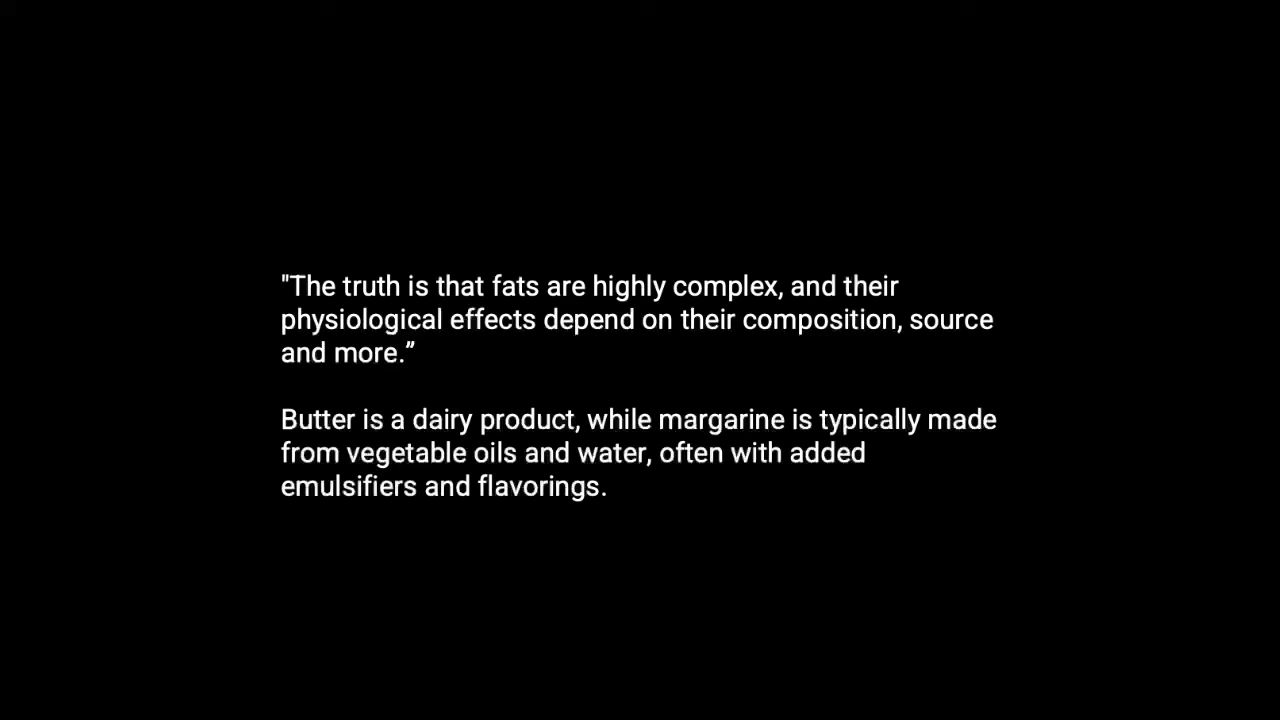 "The truth is that fats are highly complex, and their
physiological effects depend on their composition, source
and more.”
Butter is a dairy product, while margarine is typically made
from vegetable oils and water, often with added
emulsifiers and flavorings.